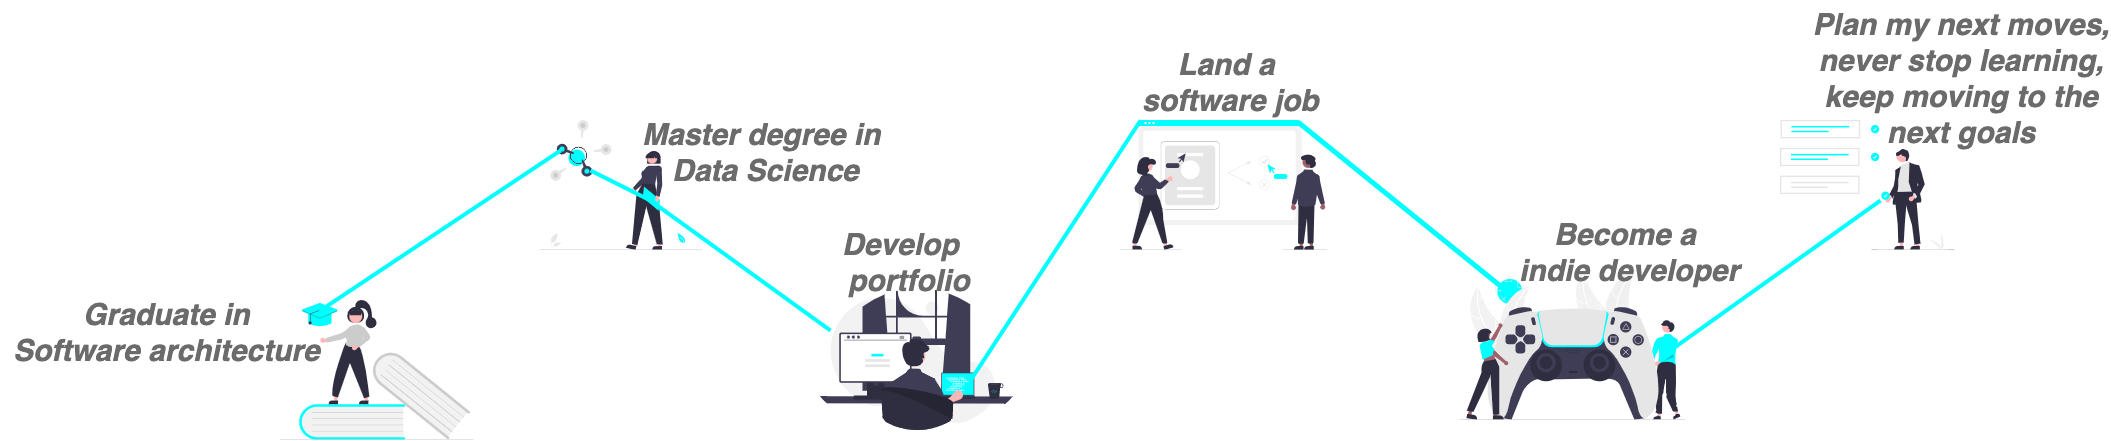 Graduate in
Software architecture
Master degree in
Data Science
Develop
portfolio
Land a
software job
Become a
indie developer
Plan my next moves,
never stop learning,
keep moving to the
next goals